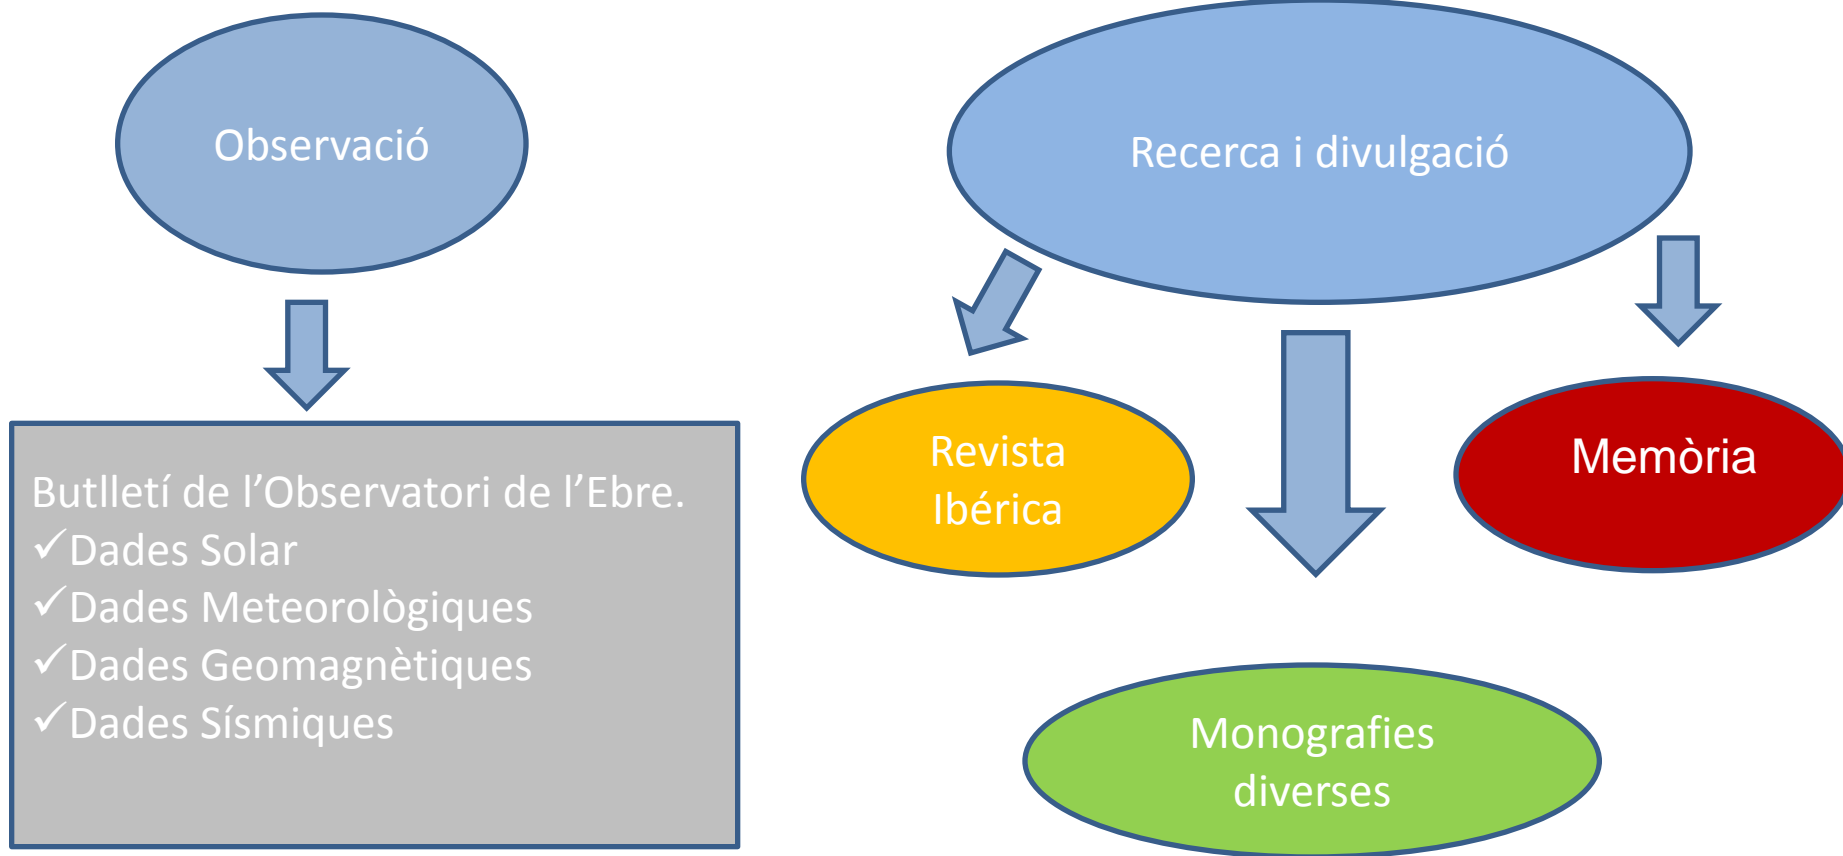 Observació
Recerca i divulgació
Butlletí de l’Observatori de l’Ebre.
✓Dades Solar
✓Dades Meteorològiques
✓Dades Geomagnètiques
✓Dades Sísmiques
Revista
Ibérica
Memòria
Monografies
diverses